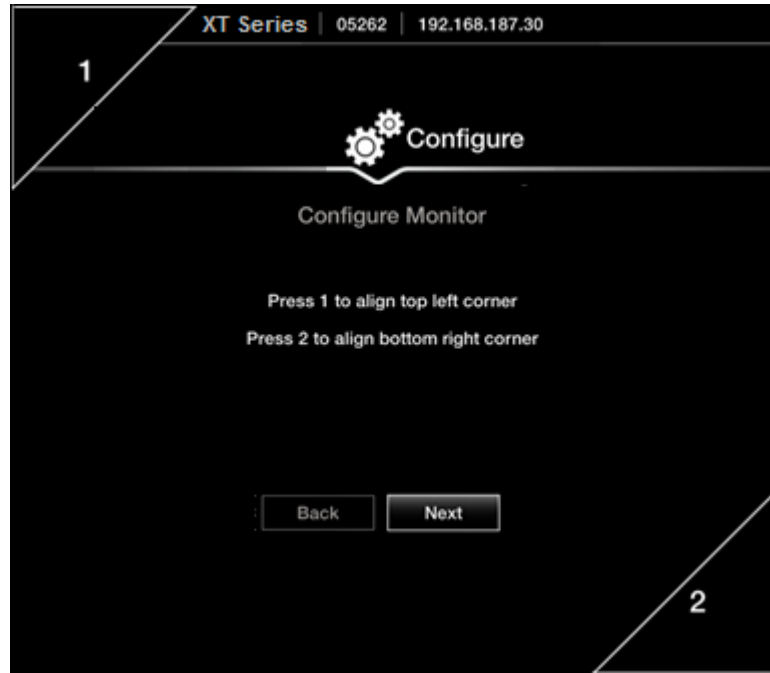 XT Series | 05262 | 192.168.187.30
1
Configure
Configure Monitor
Press 1 to align top left corner
Press 2 to align bottom right corner
Back Next
2